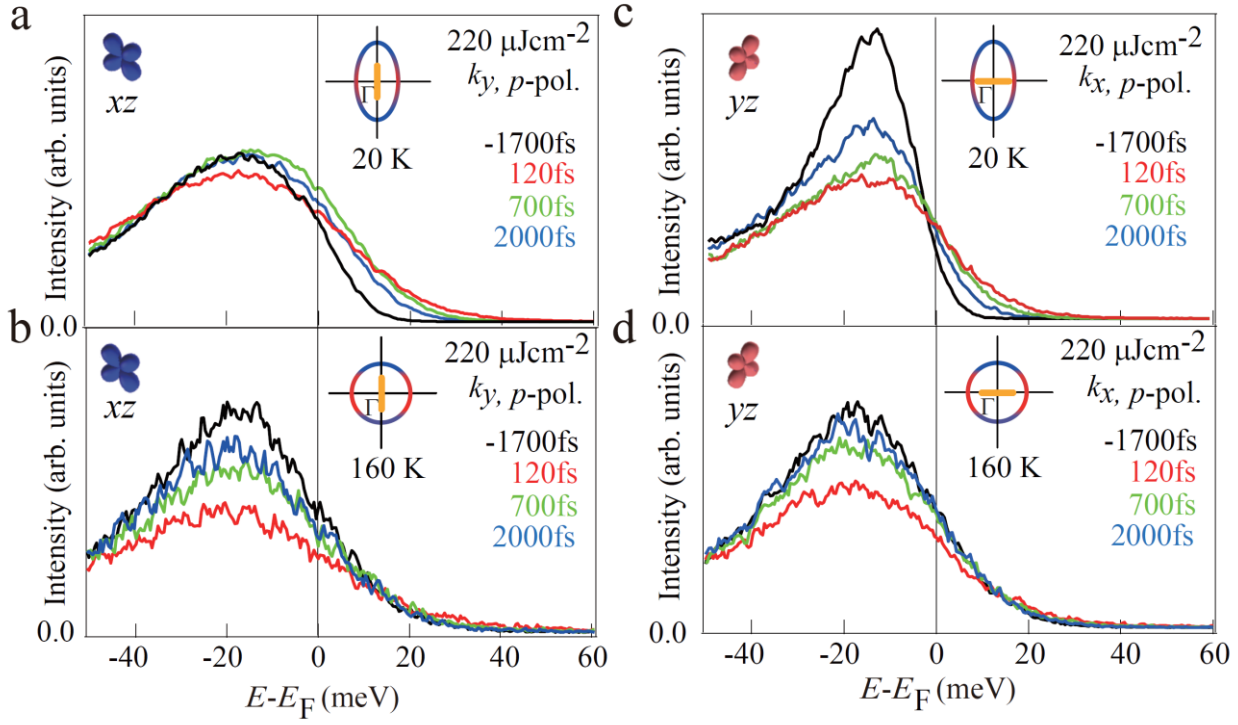 a
xz
Γ
20 K
220 μJcm-2
ky, p-pol.
-1700fs
120fs
700fs
2000fs
Intensity (arb. units)
0.0
c
yz
Γ
20 K
220 μJcm-2
kx, p-pol.
-1700fs
120fs
700fs
2000fs
Intensity (arb. units)
0.0
b
xz
Γ
160 K
220 μJcm-2
ky, p-pol.
-1700fs
120fs
700fs
2000fs
Intensity (arb. units)
0.0
-40 -20 0 20 40 60
E-EF (meV)
d
yz
Γ
160 K
220 μJcm-2
kx, p-pol.
-1700fs
120fs
700fs
2000fs
Intensity (arb. units)
0.0
-40 -20 0 20 40 60
E-EF (meV)